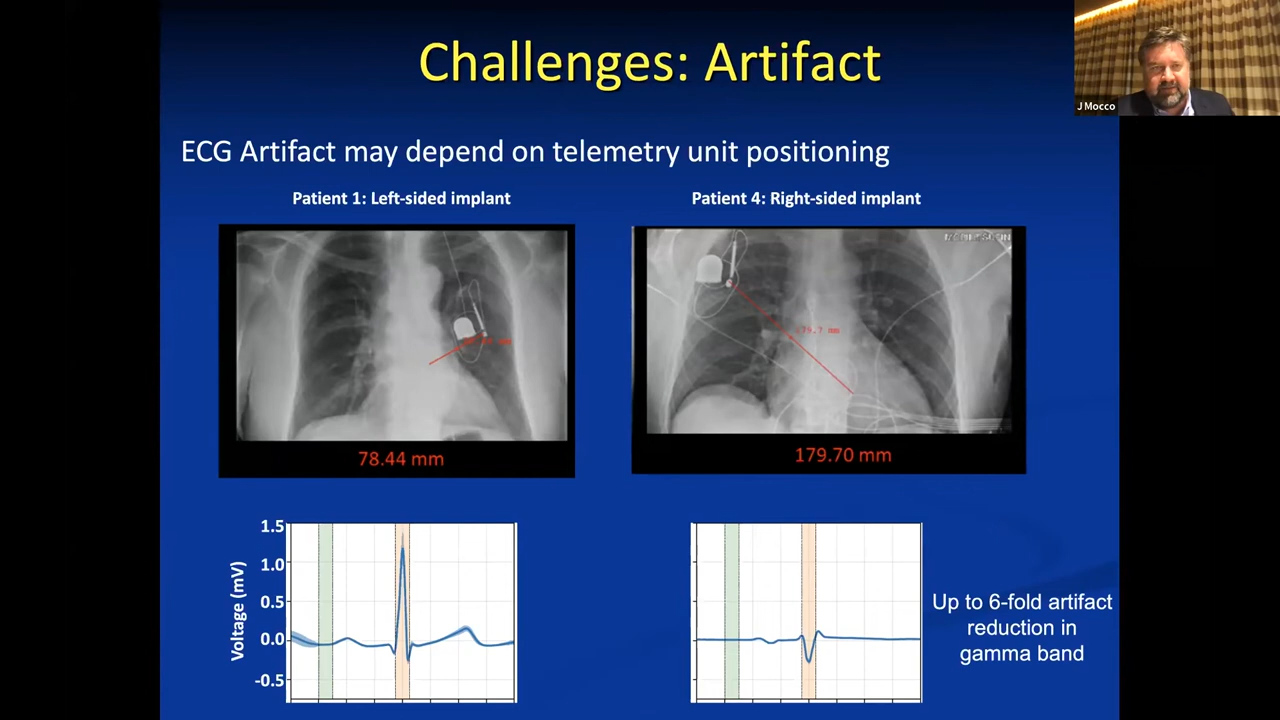 Challenges: Artifact
J Mocco
ECG Artifact may depend on telemetry unit positioning
Patient 1: Left-sided implant
Patient 4: Right-sided implant
78.44 mm
179.70 mm
1.5
1.0
0.5
0.0
-0.5
Voltage (mV)
Up to 6-fold artifact
reduction in
gamma band